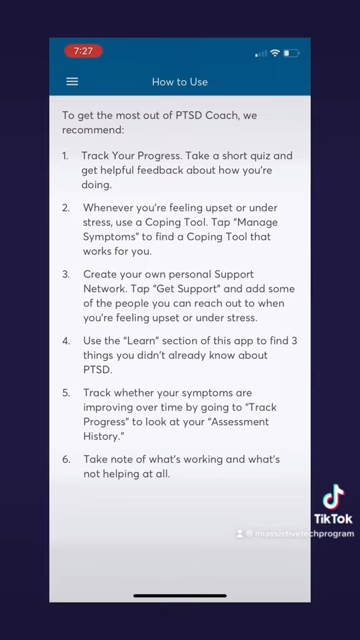 7:27
How to Use
To get the most out of PTSD Coach, we
recommend:
1. Track Your Progress. Take a short quiz and
get helpful feedback about how you're
doing.
2. Whenever you're feeling upset or under
stress, use a Coping Tool. Tap “Manage
Symptoms” to find a Coping Tool that
works for you.
3. Create your own personal Support
Network. Tap “Get Support” and add some
of the people you can reach out to when
you're feeling upset or under stress.
4. Use the “Learn” section of this app to find 3
things you didn't already know about
PTSD.
5. Track whether your symptoms are
improving over time by going to “Track
Progress” to look at your “Assessment
History.”
6. Take note of what's working and what's
not helping at all.
TikTok
@ miassistivetechprogram